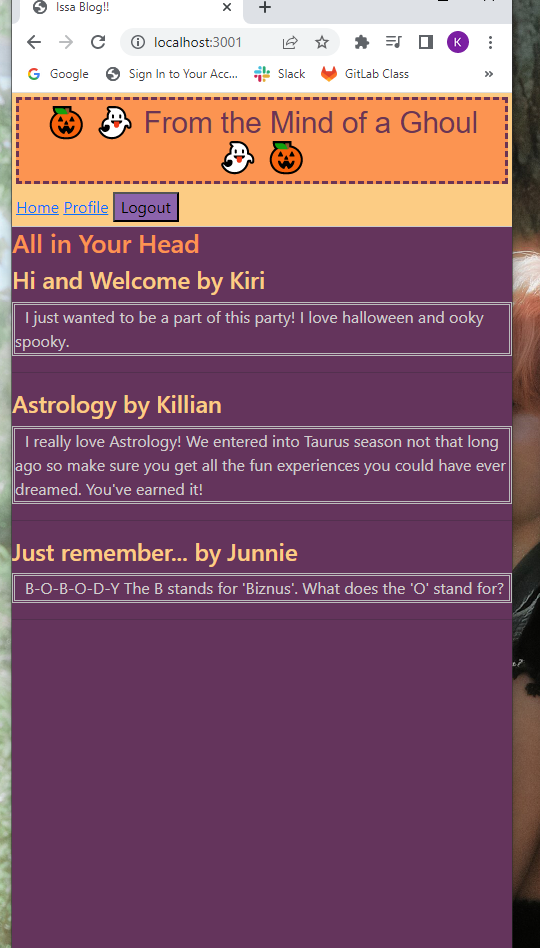 Issa Blog!!
localhost:3001
K
Google
Sign In to Your Acc...
Slack
GitLab Class
»
🎃 👻 From the Mind of a Ghoul
👻 🎃
Home Profile Logout
All in Your Head
Hi and Welcome by Kiri
I just wanted to be a part of this party! I love halloween and ooky
spooky.
Astrology by Killian
I really love Astrology! We entered into Taurus season not that long
ago so make sure you get all the fun experiences you could have ever
dreamed. You've earned it!
Just remember... by Junnie
B-O-B-O-D-Y The B stands for 'Biznus'. What does the 'O' stand for?